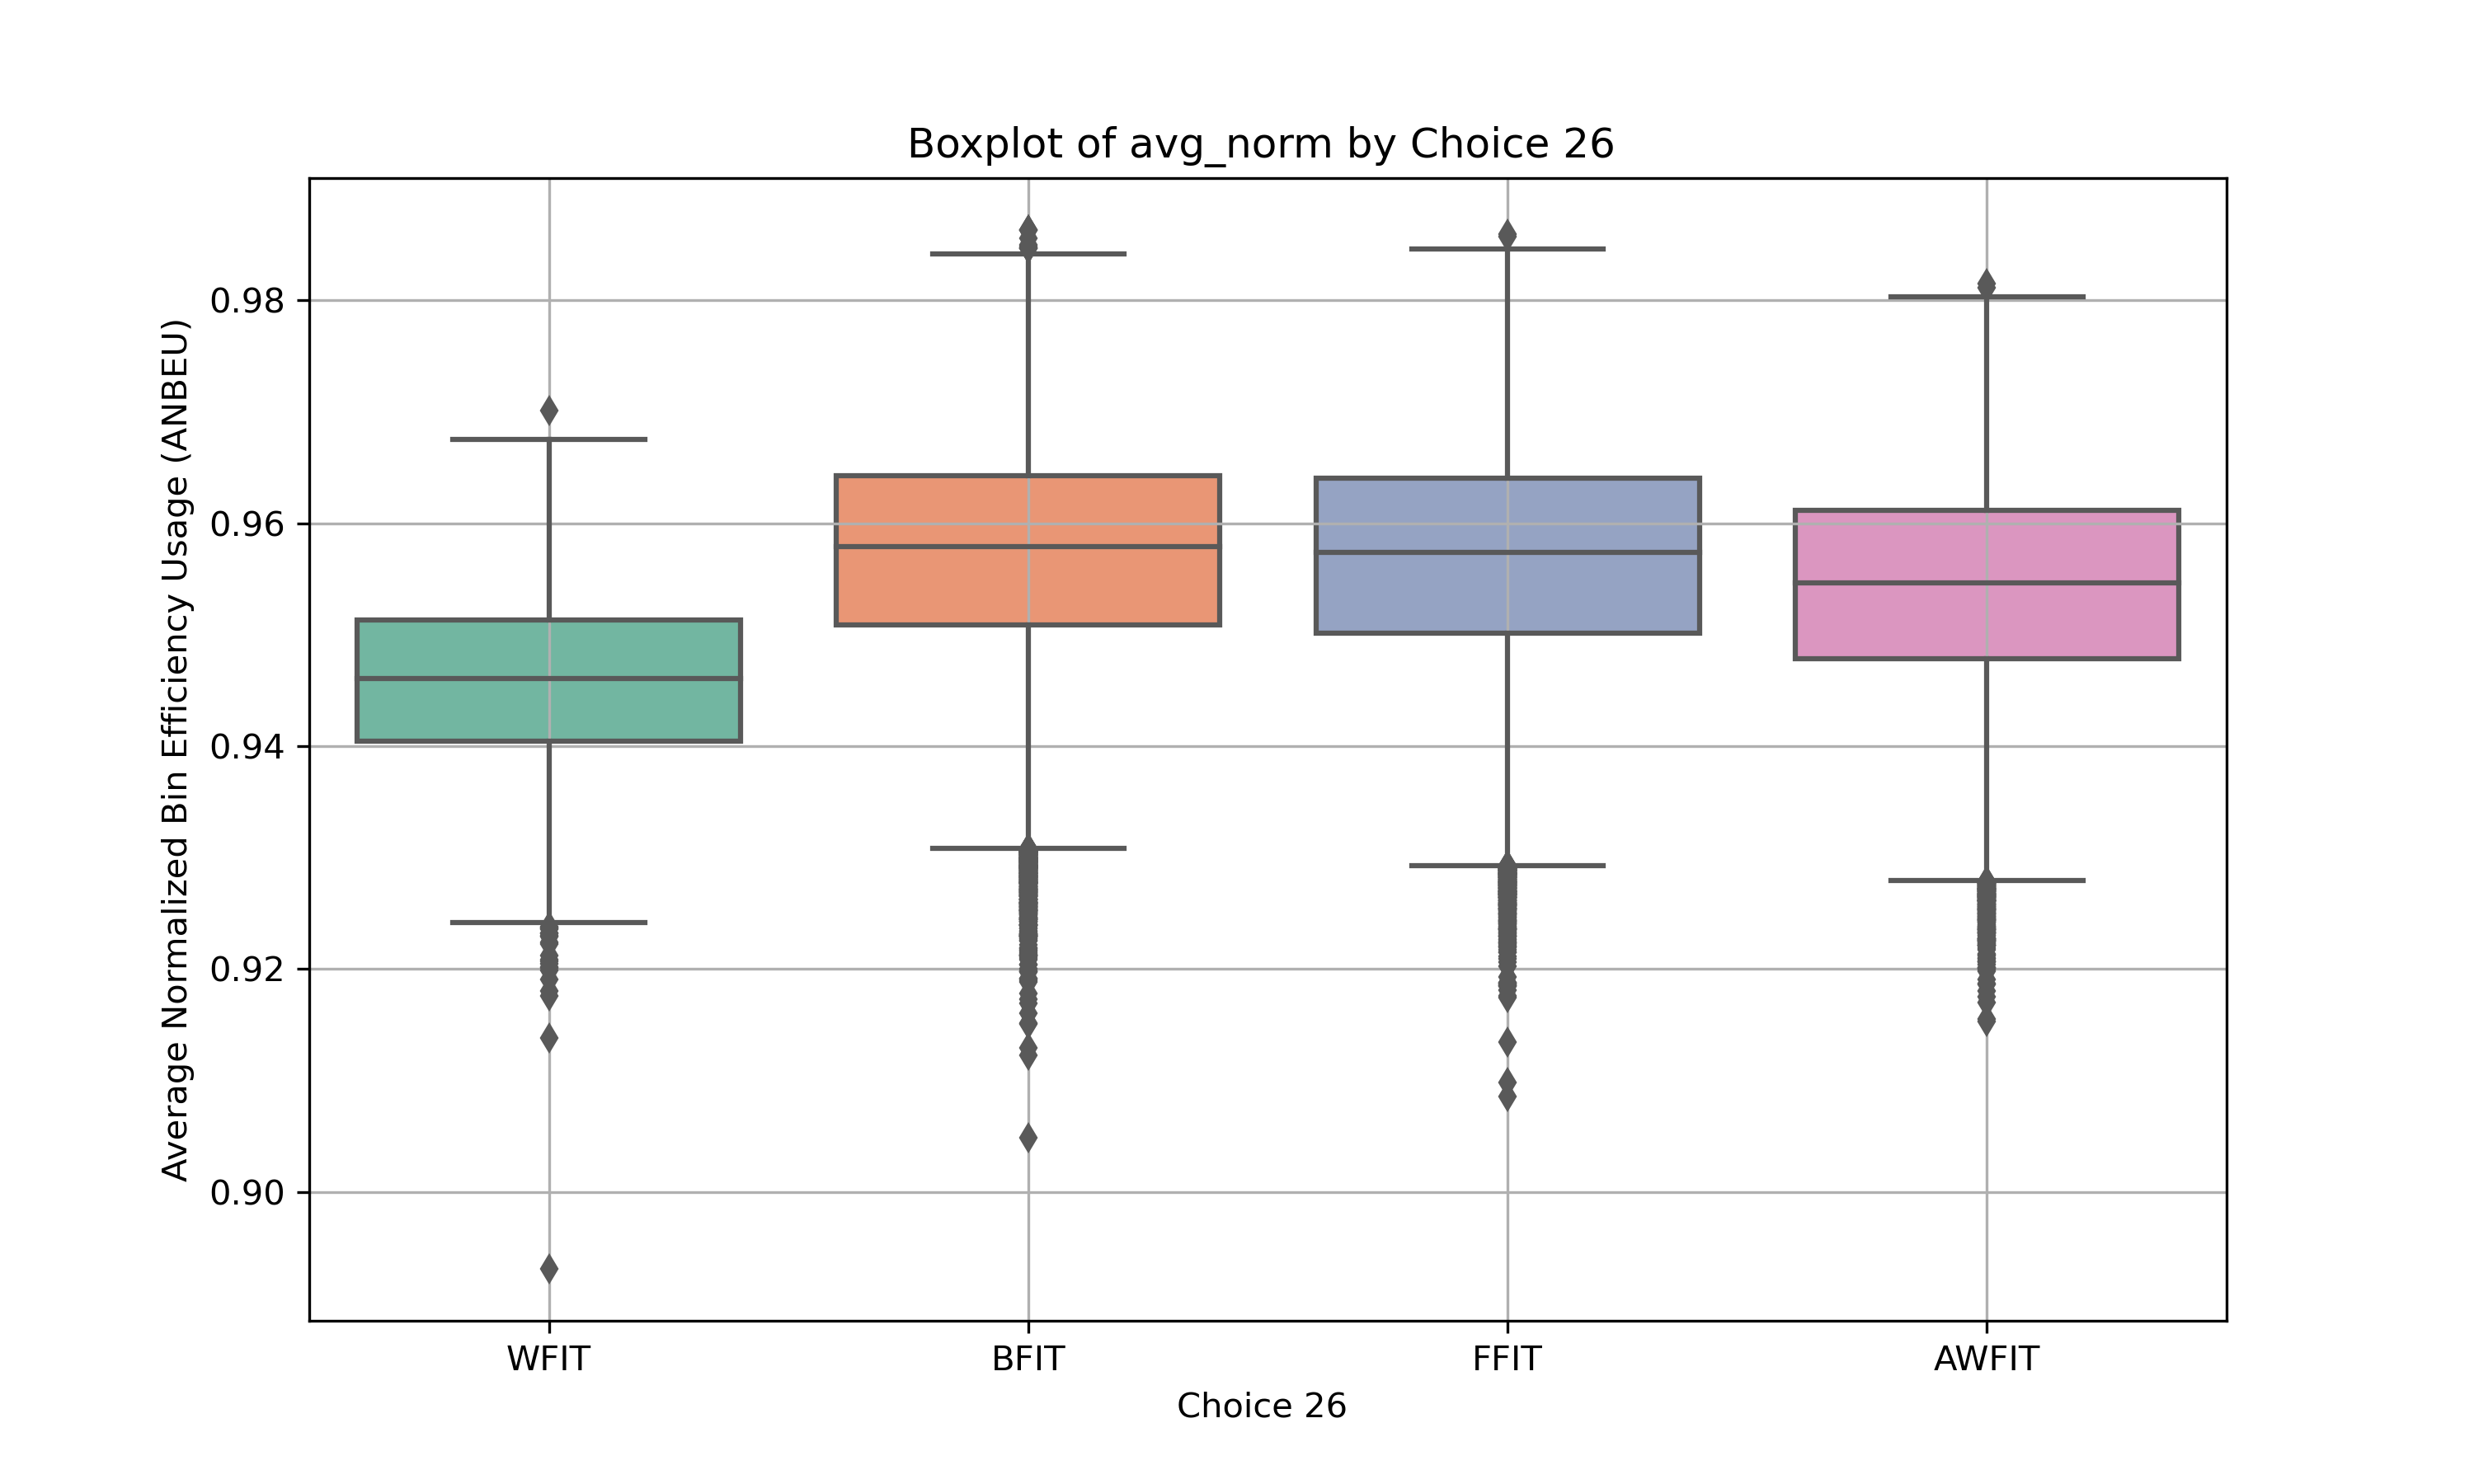 Boxplot of avg_norm by Choice 26
Average Normalized Bin Efficiency Usage (ANBEU)
0.98
0.96
0.94
0.92
0.90
WFIT BFIT FFIT AWFIT
Choice 26